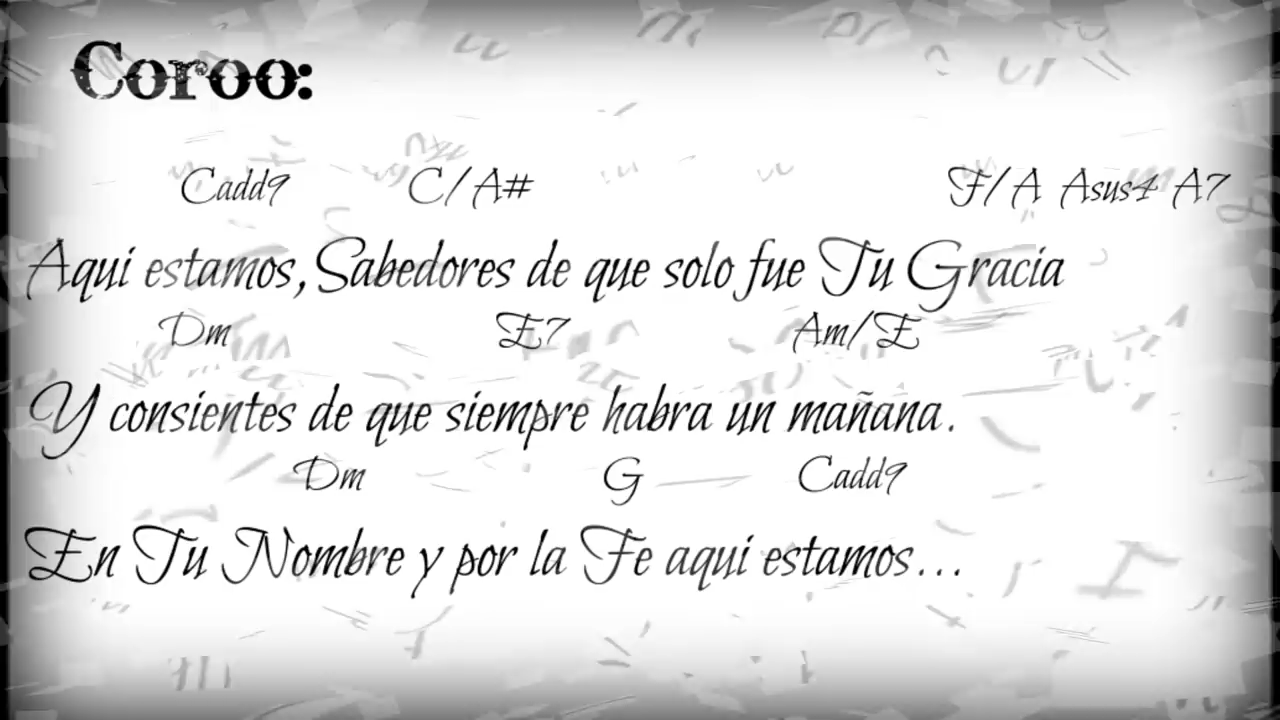 Coroo:
Cadd9 C/A# F/A Asus4 A7
Aqui estamos, Sabedores de que solo fue Tu Gracia
Dm E7 Am/E
Y consientes de que siempre habra un mañana.
Dm G Cadd9
En Tu Nombre y por la Fe aqui estamos...